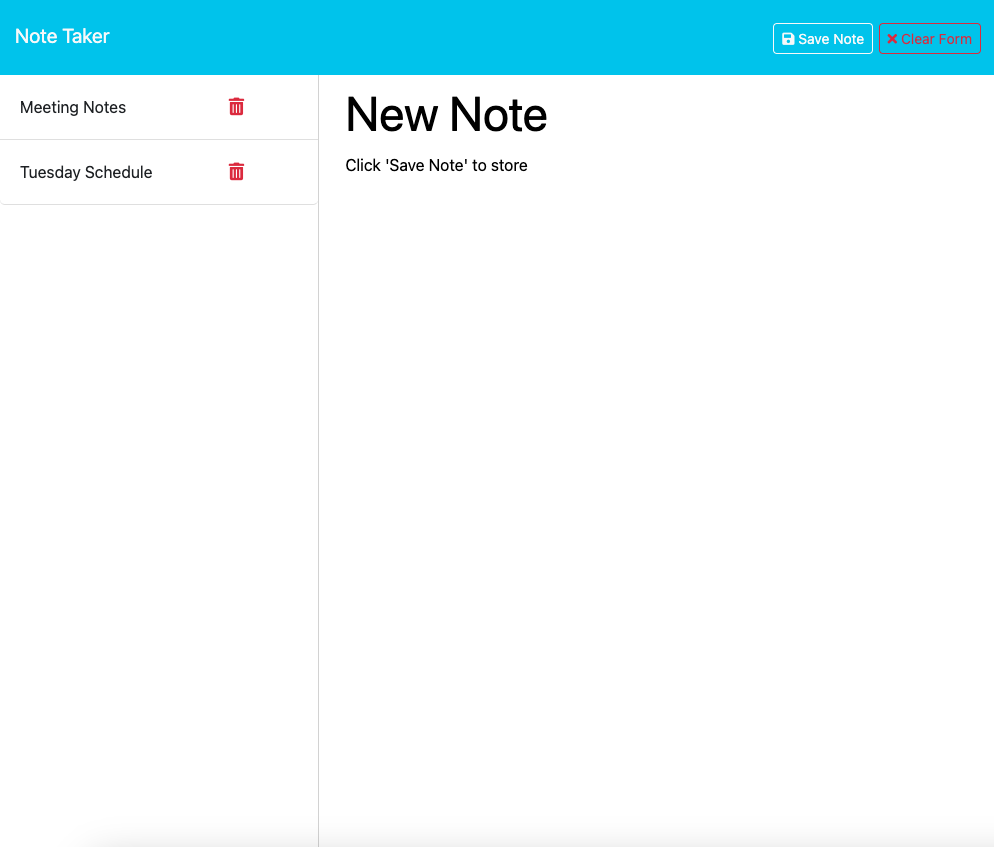 Note Taker
Save Note
Clear Form
Meeting Notes
Tuesday Schedule
New Note
Click 'Save Note' to store